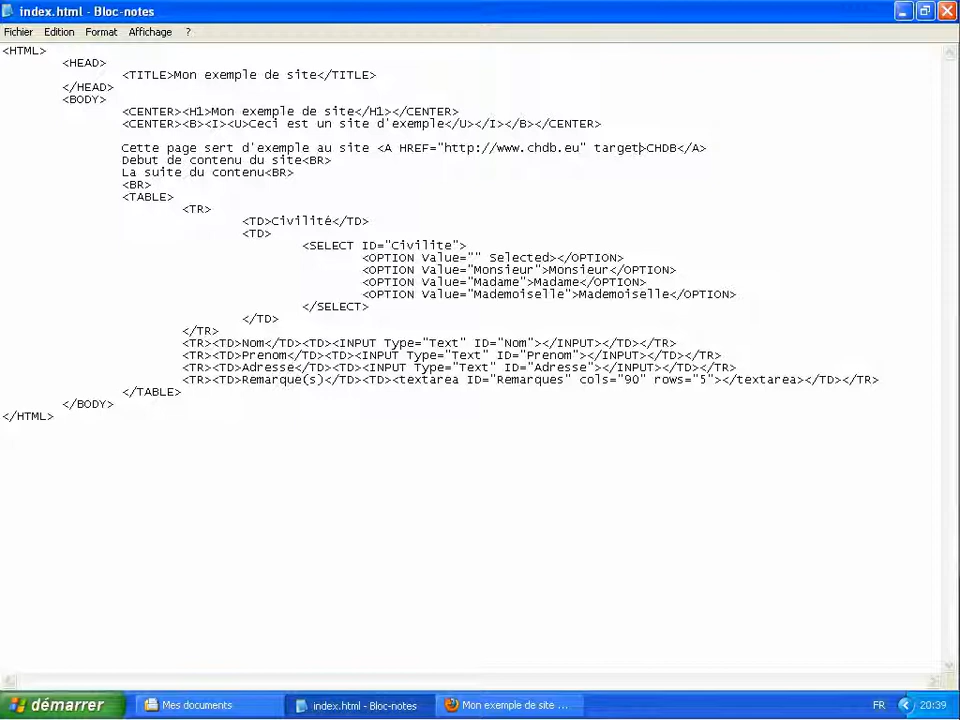 index.html - Bloc-notes
Fichier Edition Format Affichage ?
<HTML>
<HEAD>
<TITLE>Mon exemple de site</TITLE>
</HEAD>
<BODY>
<CENTER><H1>Mon exemple de site</H1></CENTER>
<CENTER><B><I><U>Ceci est un site d'exemple</U></I></B></CENTER>
Cette page sert d'exemple au site <A HREF="http://www.chdb.eu" target>CHDB</A>
Debut de contenu du site<BR>
La suite du contenu<BR>
<BR>
<TABLE>
<TR>
<TD>Civilité</TD>
<TD>
<SELECT ID="Civilite">
<OPTION Value="" Selected></OPTION>
<OPTION Value="Monsieur">Monsieur</OPTION>
<OPTION Value="Madame">Madame</OPTION>
<OPTION Value="Mademoiselle">Mademoiselle</OPTION>
</SELECT>
</TD>
</TR>
<TR><TD>Nom</TD><TD><INPUT Type="Text" ID="Nom"></INPUT></TD></TR>
<TR><TD>Prenom</TD><TD><INPUT Type="Text" ID="Prenom"></INPUT></TD></TR>
<TR><TD>Adresse</TD><TD><INPUT Type="Text" ID="Adresse"></INPUT></TD></TR>
<TR><TD>Remarque(s)</TD><TD><textarea ID="Remarques" cols="90" rows="5"></textarea></TD></TR>
</TABLE>
</BODY>
</HTML>
démarrer Mes documents index.html - Bloc-notes Mon exemple de site ... FR 20:39